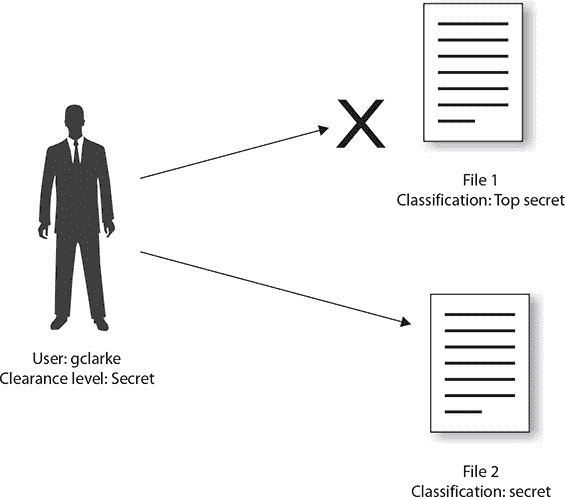 X
File 1
Classification: Top secret
User: gclarke
Clearance level: Secret
File 2
Classification: secret